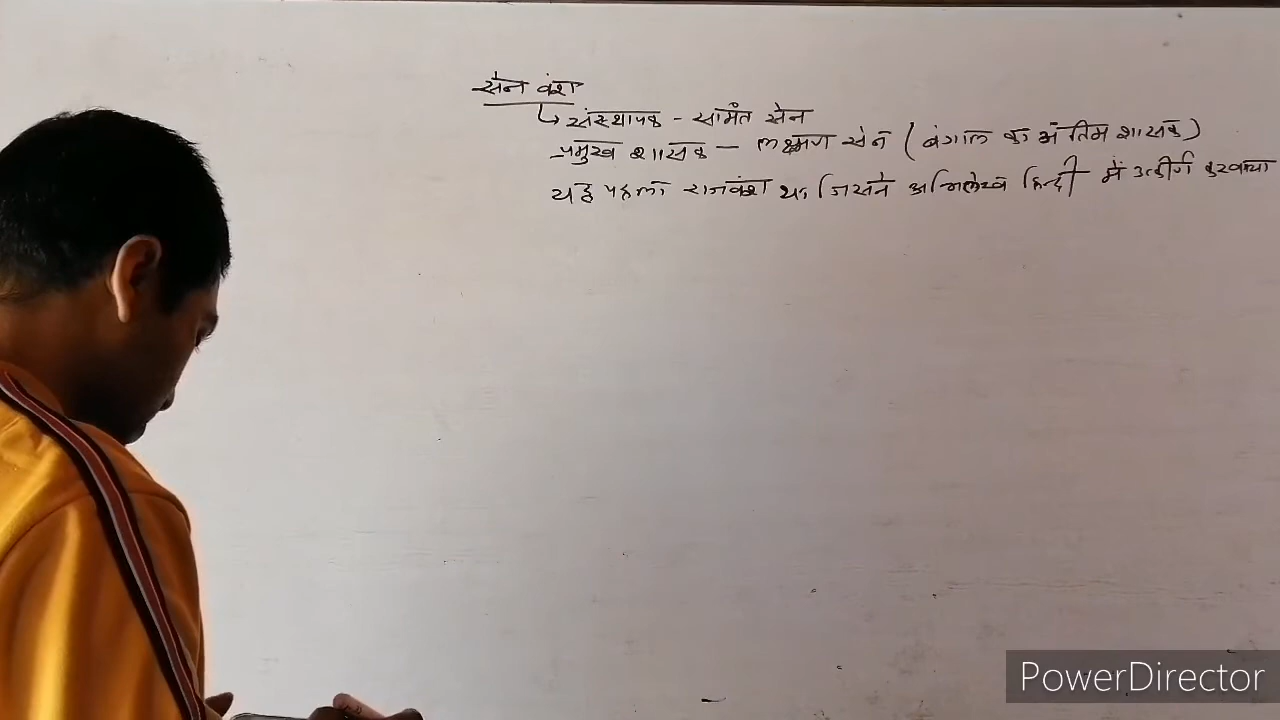 सेन वंश
↳ संस्थापक - सामंत सेन
प्रमुख शासक - लक्ष्मण सेन (बंगाल का अंतिम शासक)
यह पहला राजवंश था जिसने अभिलेख हिन्दी में उत्कीर्ण करवाया
PowerDirector